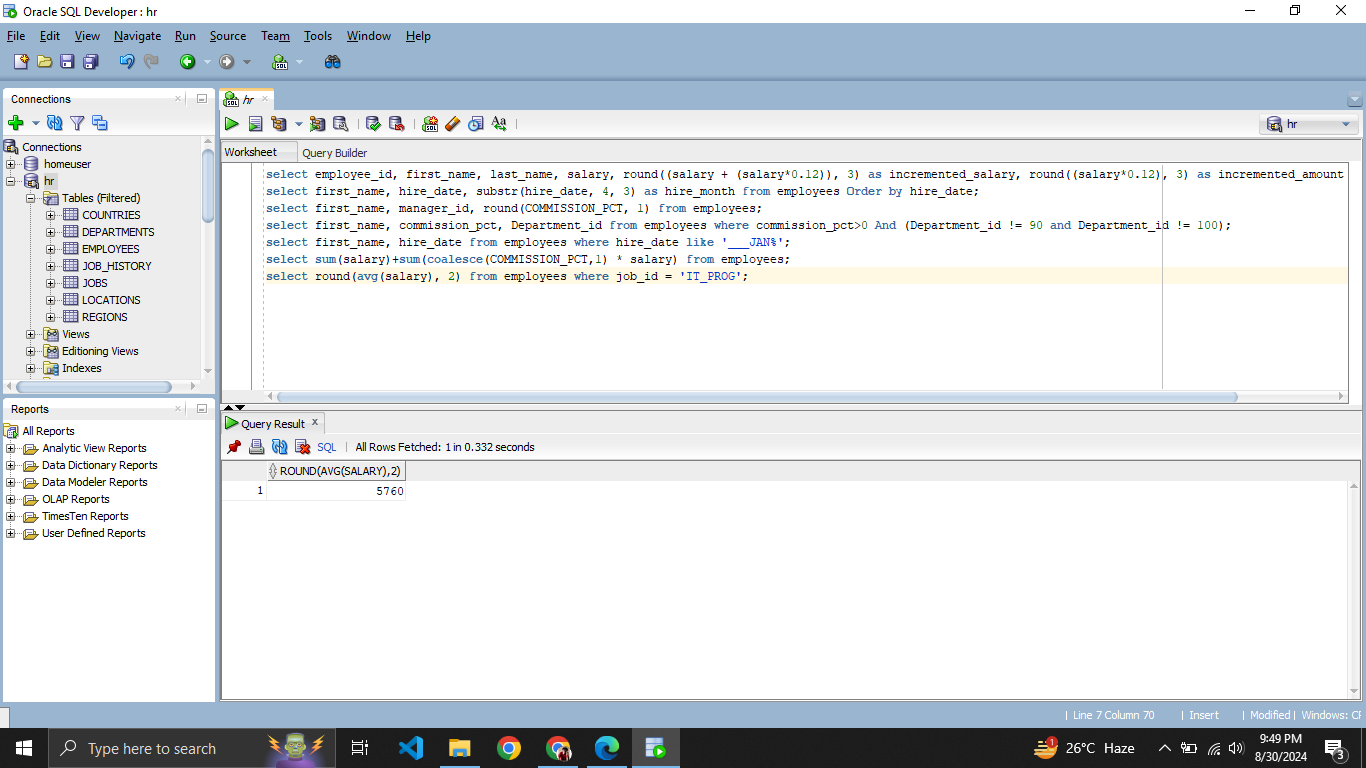 Oracle SQL Developer : hr
File Edit View Navigate Run Source Team Tools Window Help
Connections
Connections
homeuser
hr
Tables (Filtered)
COUNTRIES
DEPARTMENTS
EMPLOYEES
JOB_HISTORY
JOBS
LOCATIONS
REGIONS
Views
Editioning Views
Indexes
Reports
All Reports
Analytic View Reports
Data Dictionary Reports
Data Modeler Reports
OLAP Reports
TimesTen Reports
User Defined Reports
hr
hr
Worksheet Query Builder
select employee_id, first_name, last_name, salary, round((salary + (salary*0.12)), 3) as incremented_salary, round((salary*0.12), 3) as incremented_amount
select first_name, hire_date, substr(hire_date, 4, 3) as hire_month from employees Order by hire_date;
select first_name, manager_id, round(COMMISSION_PCT, 1) from employees;
select first_name, commission_pct, Department_id from employees where commission_pct>0 And (Department_id != 90 and Department_id != 100);
select first_name, hire_date from employees where hire_date like '___JAN%';
select sum(salary)+sum(coalesce(COMMISSION_PCT,1) * salary) from employees;
select round(avg(salary), 2) from employees where job_id = 'IT_PROG';
Query Result
SQL | All Rows Fetched: 1 in 0.332 seconds
ROUND(AVG(SALARY),2)
1 5760
Line 7 Column 70 | Insert | Modified | Windows: CF
Type here to search
1
26°C Haze
9:49 PM
8/30/2024
3